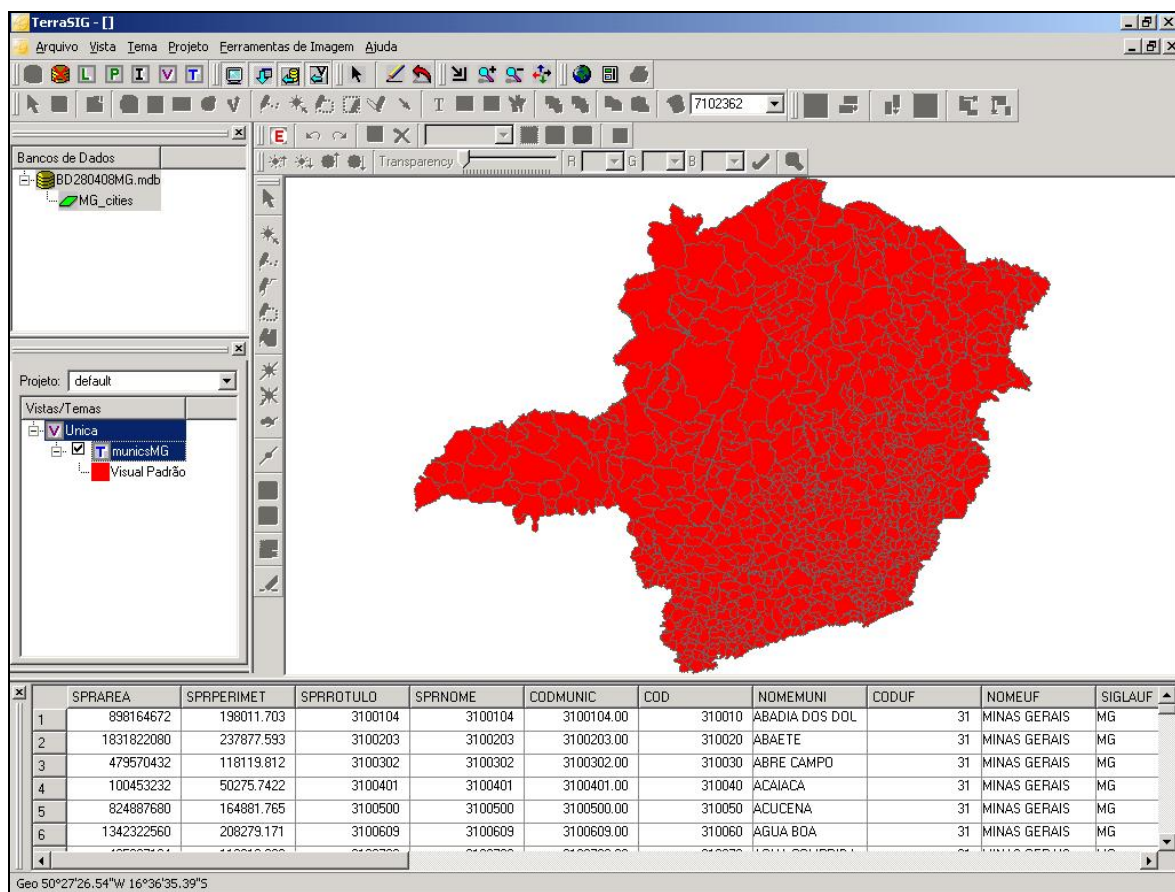 TerraSIG - []
Arquivo Vista Tema Projeto Ferramentas de Imagem Ajuda
L P I V T
T 7102362
E
Transparency R G B
Bancos de Dados
BD280408MG.mdb
MG_cities
Projeto: default
Vistas/Temas
V Unica
T municsMG
Visual Padrão
SPRAREA SPRPERIMET SPRROTULO SPRNOME CODMUNIC COD NOMEMUNI CODUF NOMEUF SIGLAUF
1 898164672 198011.703 3100104 3100104 3100104.00 310010 ABADIA DOS DOL 31 MINAS GERAIS MG
2 1831822080 237877.593 3100203 3100203 3100203.00 310020 ABAETE 31 MINAS GERAIS MG
3 479570432 118119.812 3100302 3100302 3100302.00 310030 ABRE CAMPO 31 MINAS GERAIS MG
4 100453232 50275.7422 3100401 3100401 3100401.00 310040 ACAIACA 31 MINAS GERAIS MG
5 824887680 164881.765 3100500 3100500 3100500.00 310050 ACUCENA 31 MINAS GERAIS MG
6 1342322560 208279.171 3100609 3100609 3100609.00 310060 AGUA BOA 31 MINAS GERAIS MG
Geo 50°27'26.54"W 16°36'35.39"S